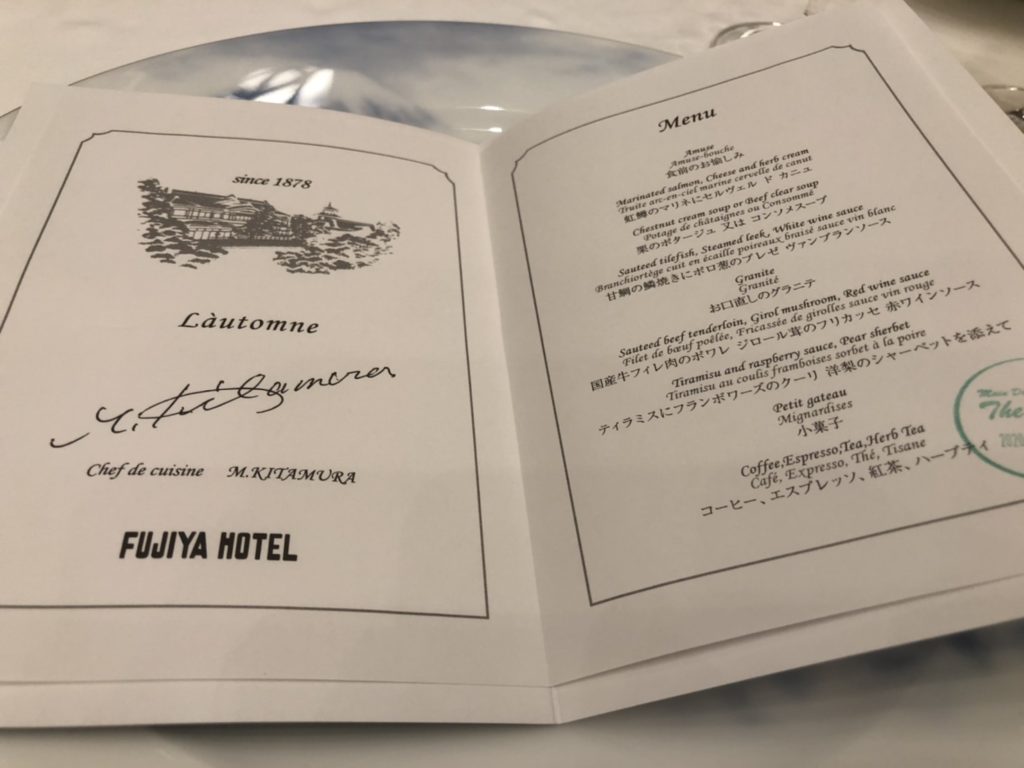 since 1878
Làutomne
M. Kitamura
Chef de cuisine M.KITAMURA
FUJIYA HOTEL
Menu
Amuse
Amuse-bouche
食前のお愉しみ
Marinated salmon, Cheese and herb cream
Truite arc-en-ciel marine cervelle de canut
紅鱒のマリネにセルヴェル ド カニュ
Chestnut cream soup or Beef clear soup
Potage de châtaignes ou Consommé
栗のポタージュ 又は コンソメスープ
Sauteed tilefish, Steamed leek, White wine sauce
Branchiortége cuit en écaille poireaux braisé sauce vin blanc
甘鯛の鱗焼きにポロ葱のブレゼ ヴァンブランソース
Granite
Granité
お口直しのグラニテ
Sauteed beef tenderloin, Girol mushroom, Red wine sauce
Filet de bœuf poêlée, Fricassée de girolles sauce vin rouge
国産牛フィレ肉のポワレ ジロール茸のフリカッセ 赤ワインソース
Tiramisu and raspberry sauce, Pear sherbet
Tiramisu au coulis framboises sorbet à la poire
ティラミスにフランボワーズのクーリ 洋梨のシャーベットを添えて
Petit gateau
Mignardises
小菓子
Coffee,Espresso,Tea,Herb Tea
Café, Expresso, Thé, Tisane
コーヒー、エスプレッソ、紅茶、ハーブティ
Main D
The